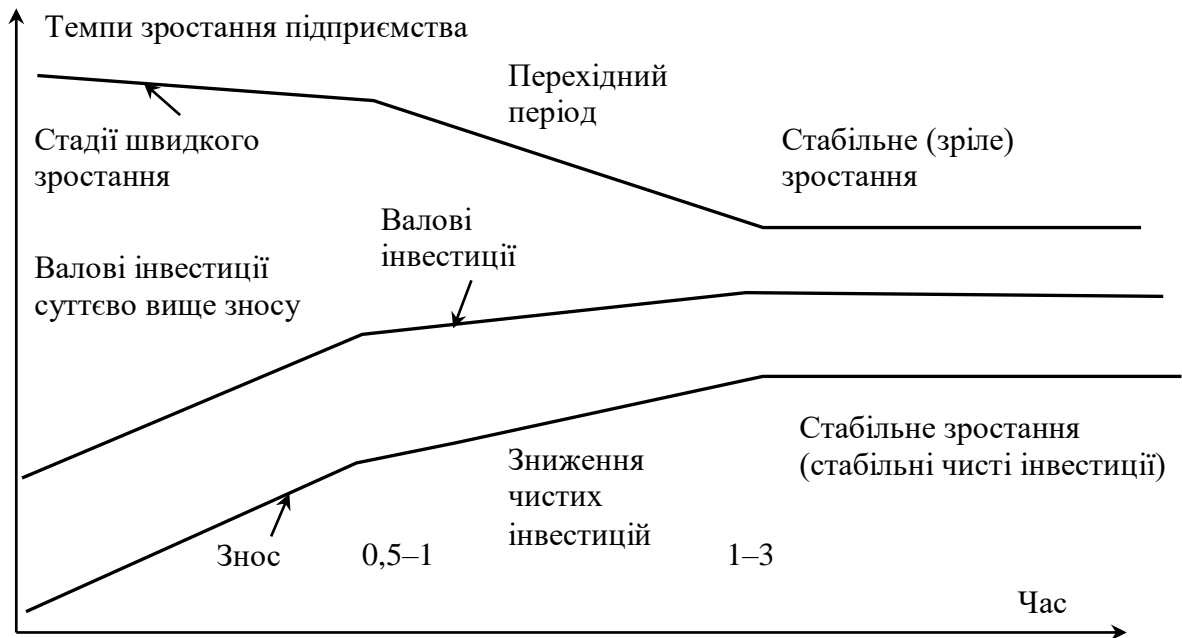 Темпи зростання підприємства
Перехідний
період
Стадії швидкого
зростання
Стабільне (зріле)
зростання
Валові
інвестиції
Валові інвестиції
суттєво вище зносу
Стабільне зростання
(стабільні чисті інвестиції)
Зниження
чистих
інвестицій
Знос
0,5–1
1–3
Час